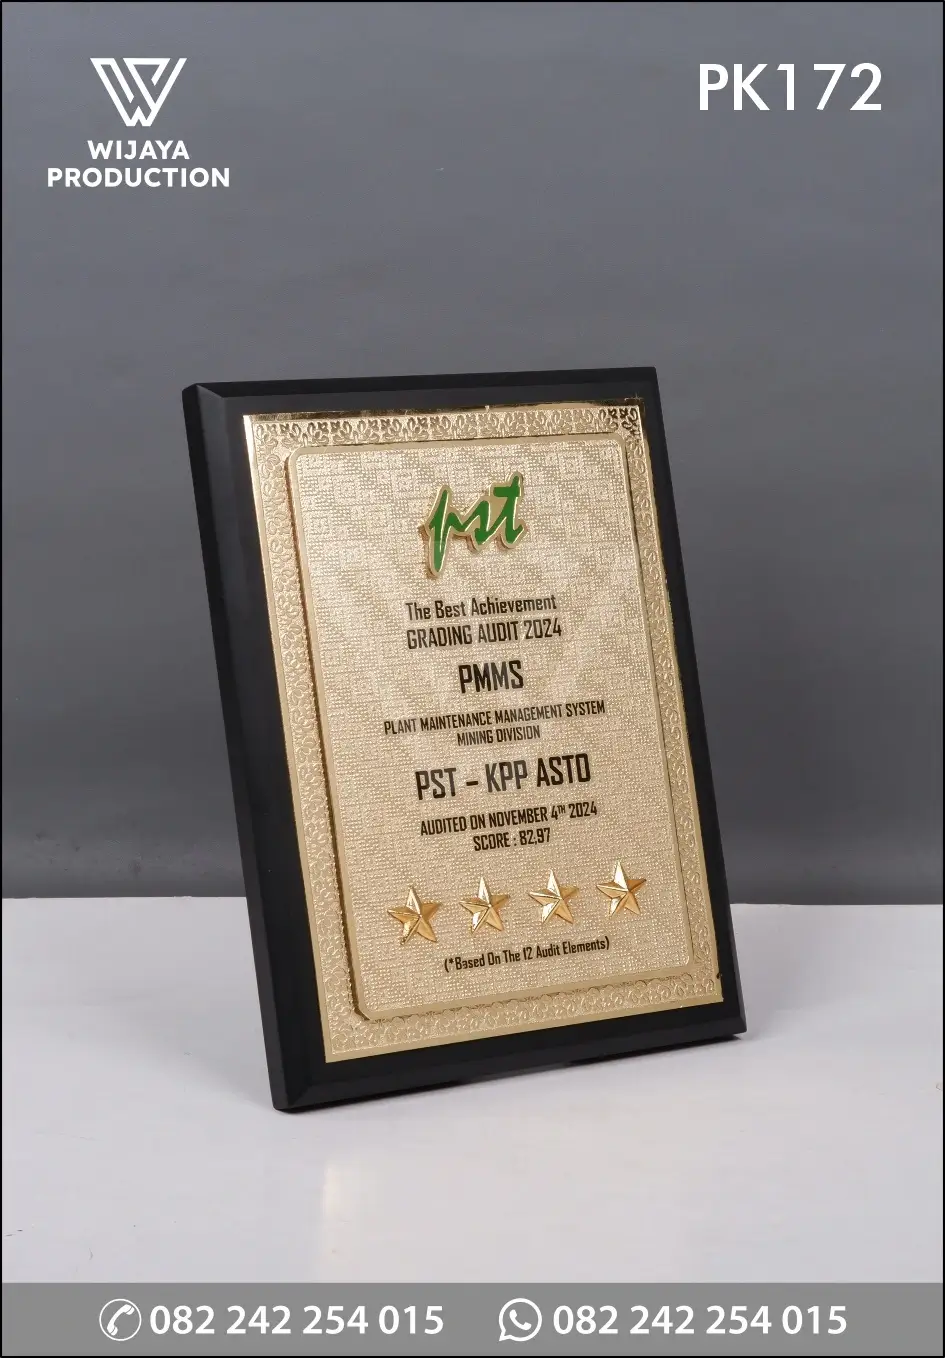 WIJAYA
PRODUCTION
PK172
pst
The Best Achievement
GRADING AUDIT 2024
PMMS
PLANT MAINTENANCE MANAGEMENT SYSTEM
MINING DIVISION
PST – KPP ASTO
AUDITED ON NOVEMBER 4TH 2024
SCORE : 82,97
(*Based On The 12 Audit Elements)
082 242 254 015 082 242 254 015